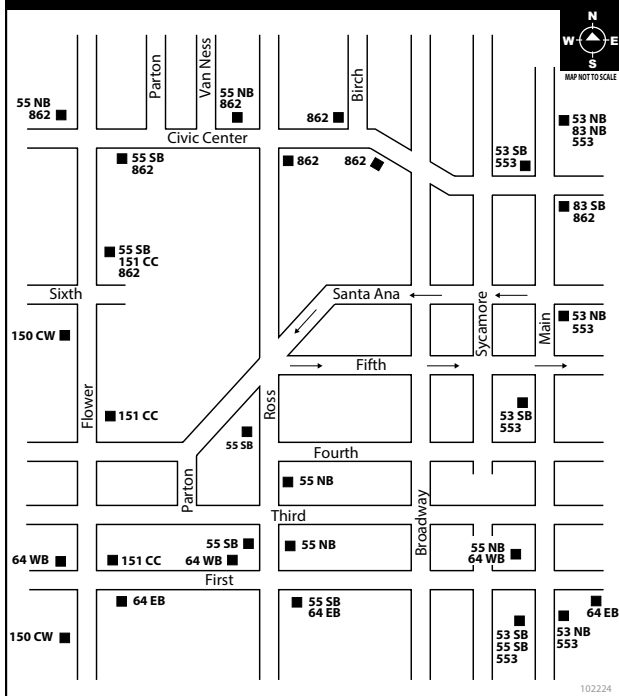 N
W E
S
MAP NOT TO SCALE
Parton
Van Ness
Birch
55 NB
862
55 NB
862
862
53 NB
83 NB
553
Civic Center
55 SB
862
862
862
53 SB
553
83 SB
862
55 SB
151 CC
862
Sixth
Santa Ana
Sycamore
Main
53 NB
553
150 CW
Fifth
Flower
Ross
151 CC
53 SB
553
55 SB
Fourth
Parton
55 NB
Broadway
Third
64 WB
151 CC
55 SB
64 WB
55 NB
55 NB
64 WB
First
64 EB
55 SB
64 EB
64 EB
150 CW
53 SB
55 SB
553
53 NB
553
102224